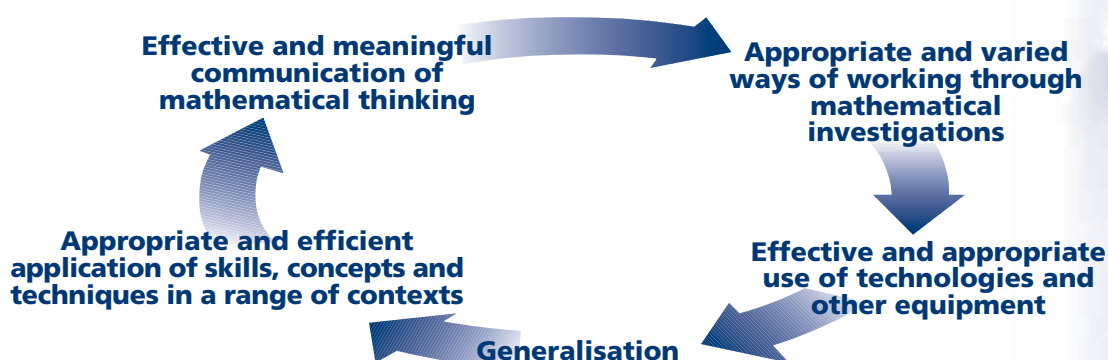 Effective and meaningful
communication of
mathematical thinking
Appropriate and varied
ways of working through
mathematical
investigations
Effective and appropriate
use of technologies and
other equipment
Generalisation
Appropriate and efficient
application of skills, concepts and
techniques in a range of contexts